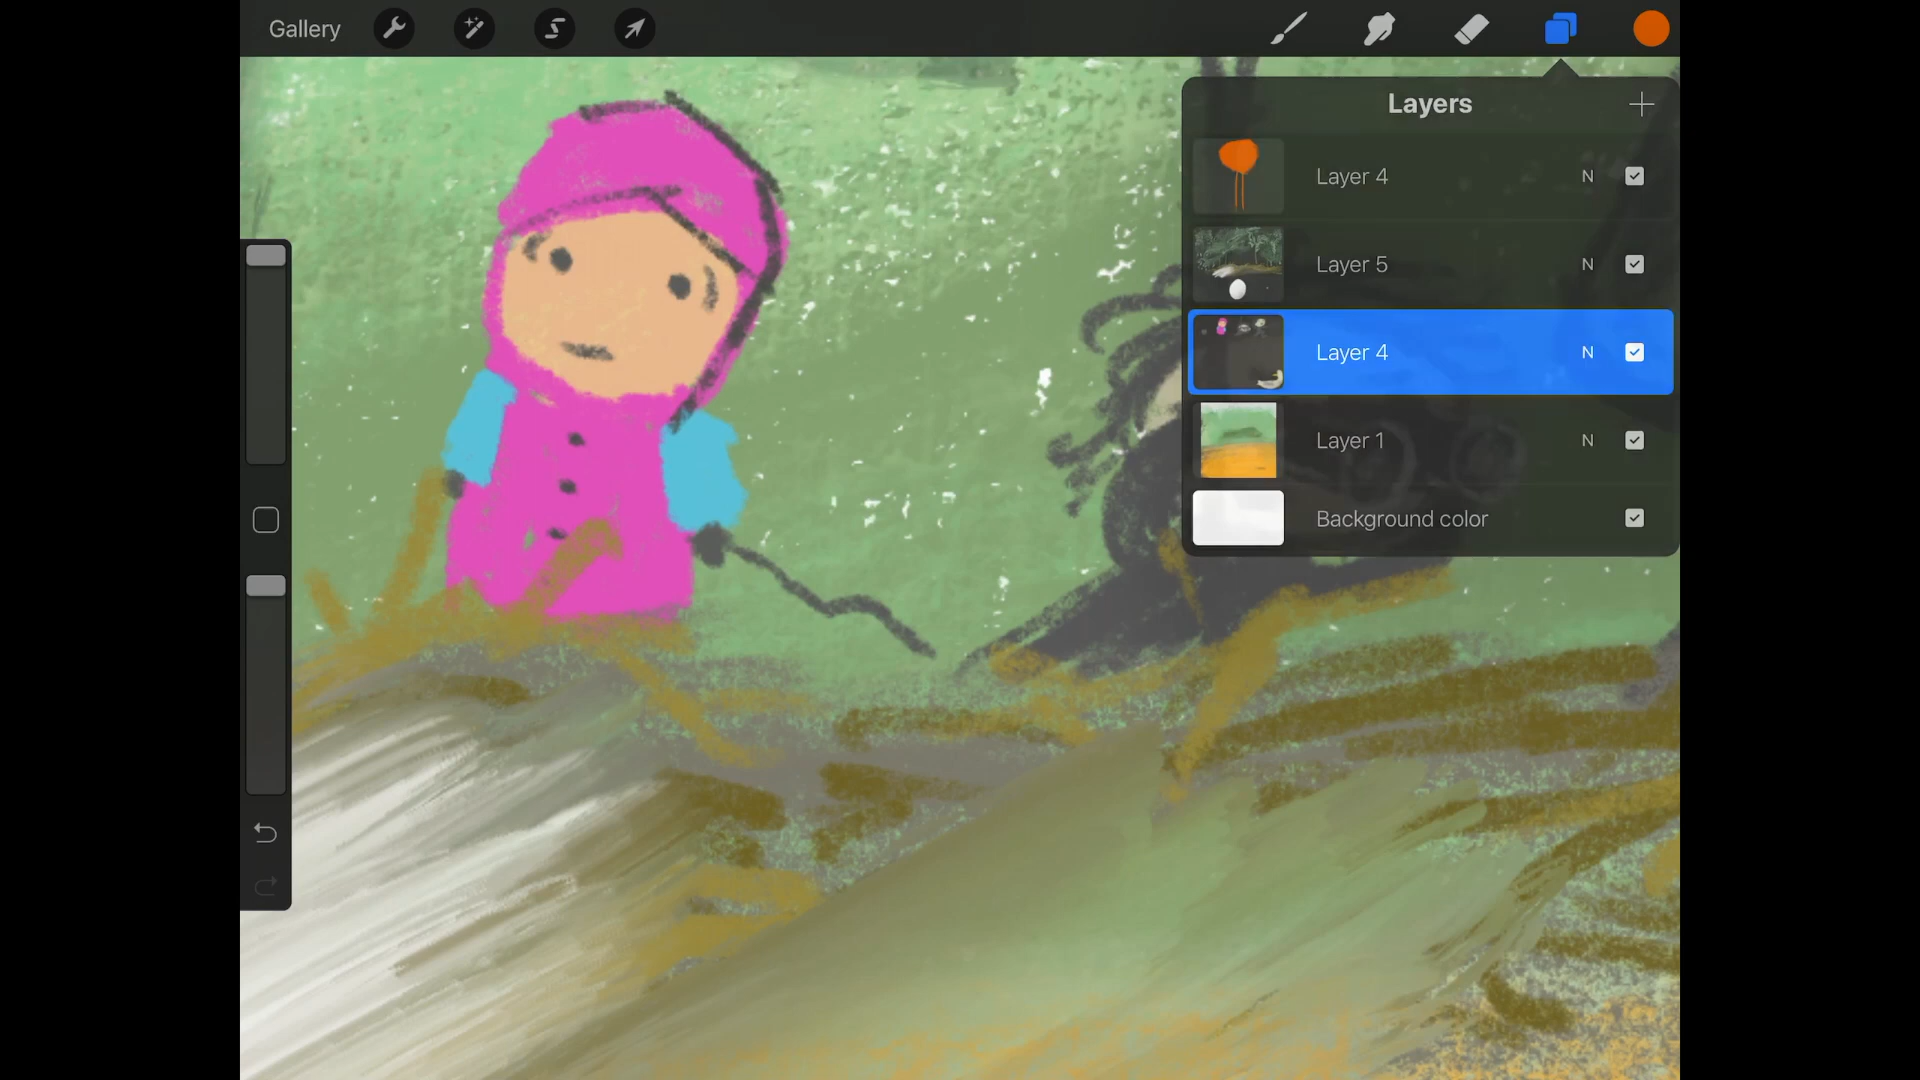 Gallery
Layers
Layer 4 N
Layer 5 N
Layer 4 N
Layer 1 N
Background color